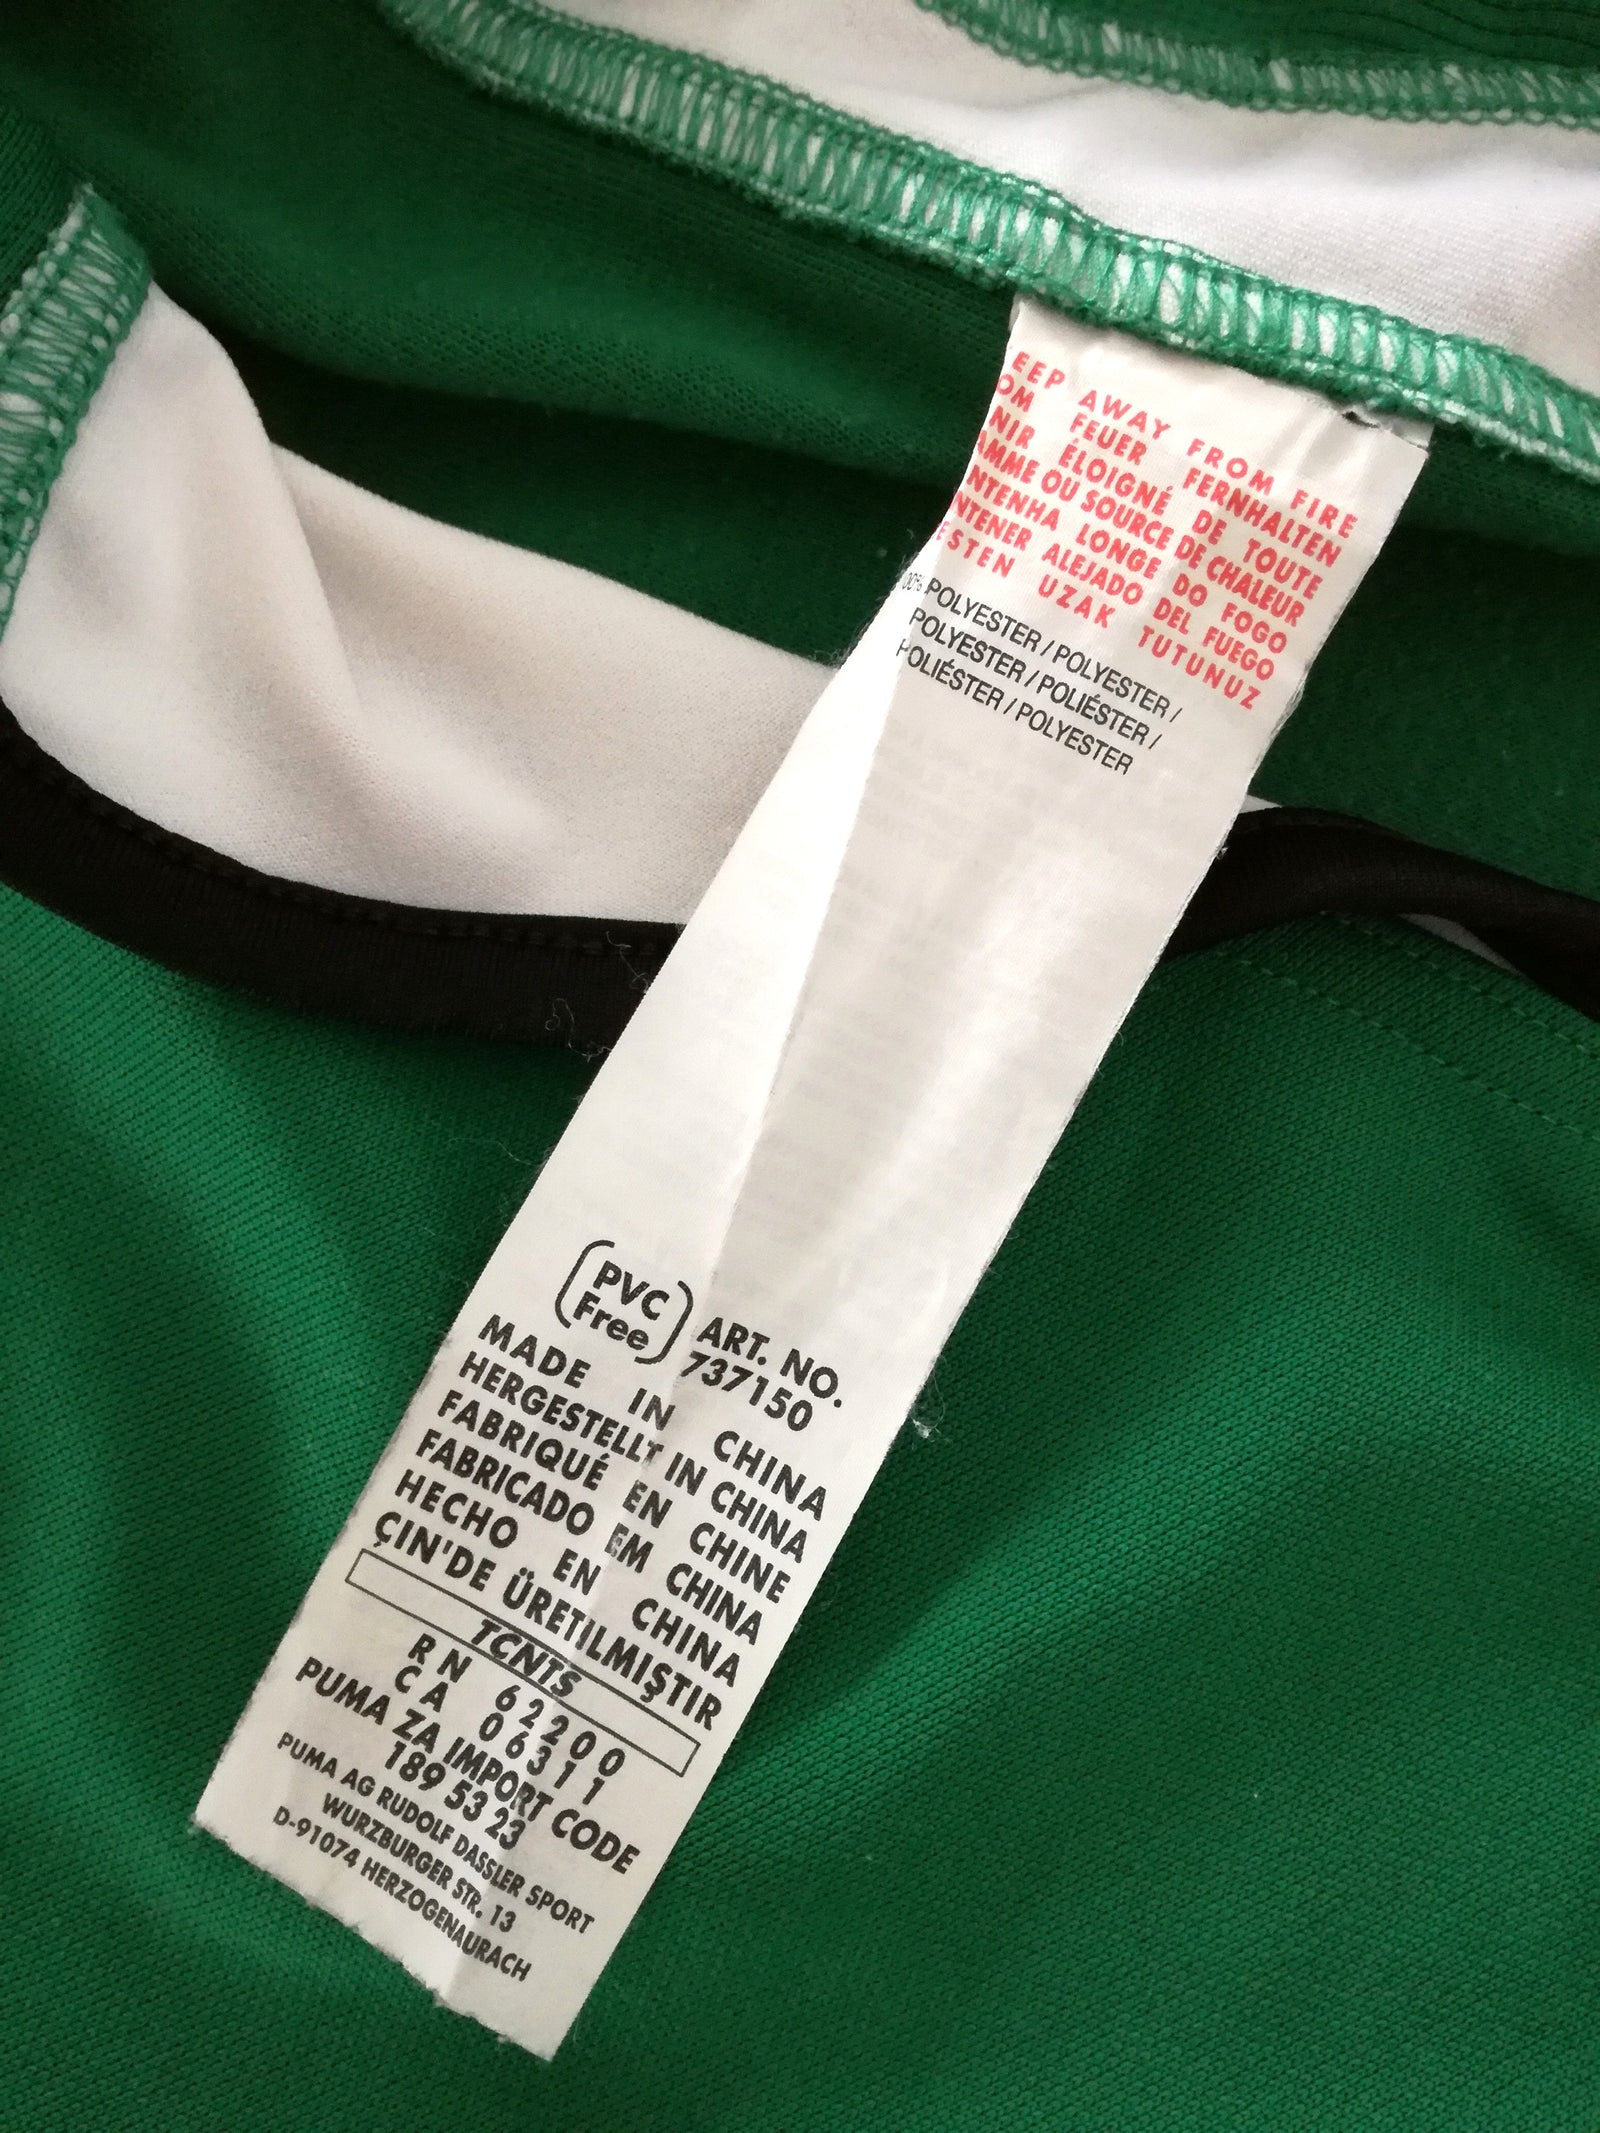 EEP AWAY FROM FIRE
OM FEUER FERNHALTEN
NIR ÉLOIGNÉ DE TOUTE
AMME OU SOURCE DE CHALEUR
NTENHA LONGE DO FOGO
NTENER ALEJADO DEL FUEGO
ESTEN UZAK TUTUNUZ
00% POLYESTER / POLYESTER /
POLYESTER / POLIÉSTER /
POLIÉSTER / POLYESTER
PVC
Free
ART. NO.
737150
MADE IN CHINA
HERGESTELLT IN CHINA
FABRIQUÉ EN CHINE
FABRICADO EM CHINA
HECHO EN CHINA
ÇIN'DE ÜRETILMIŞTIR
TCNTS
RN 62200
CA 06311
PUMA ZA IMPORT CODE
189 53 23
PUMA AG RUDOLF DASSLER SPORT
WURZBURGER STR. 13
D-91074 HERZOGENAURACH